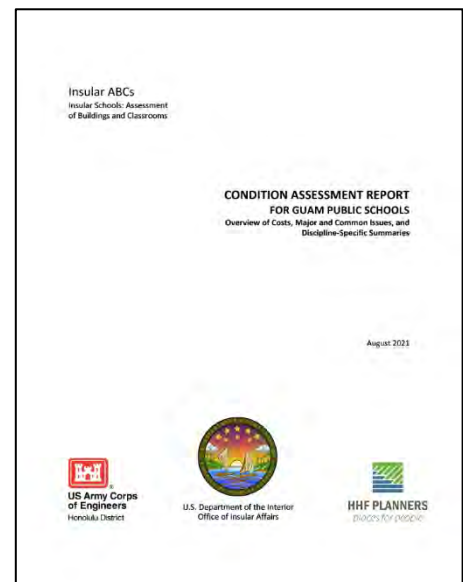 Insular ABCs
Insular Schools: Assessment
of Buildings and Classrooms
CONDITION ASSESSMENT REPORT
FOR GUAM PUBLIC SCHOOLS
Overview of Costs, Major and Common Issues, and
Discipline-Specific Summaries
August 2021
US Army Corps
of Engineers
Honolulu District
U.S. Department of the Interior
Office of Insular Affairs
HHF PLANNERS
places for people